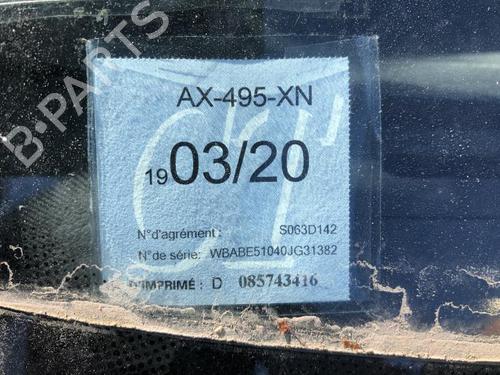 B-PARTS
AX-495-XN
19 03/20
N°d'agrément : S063D142
N°de série: WBABE51040JG31382
D'IMPRIMÉ : D 085743416